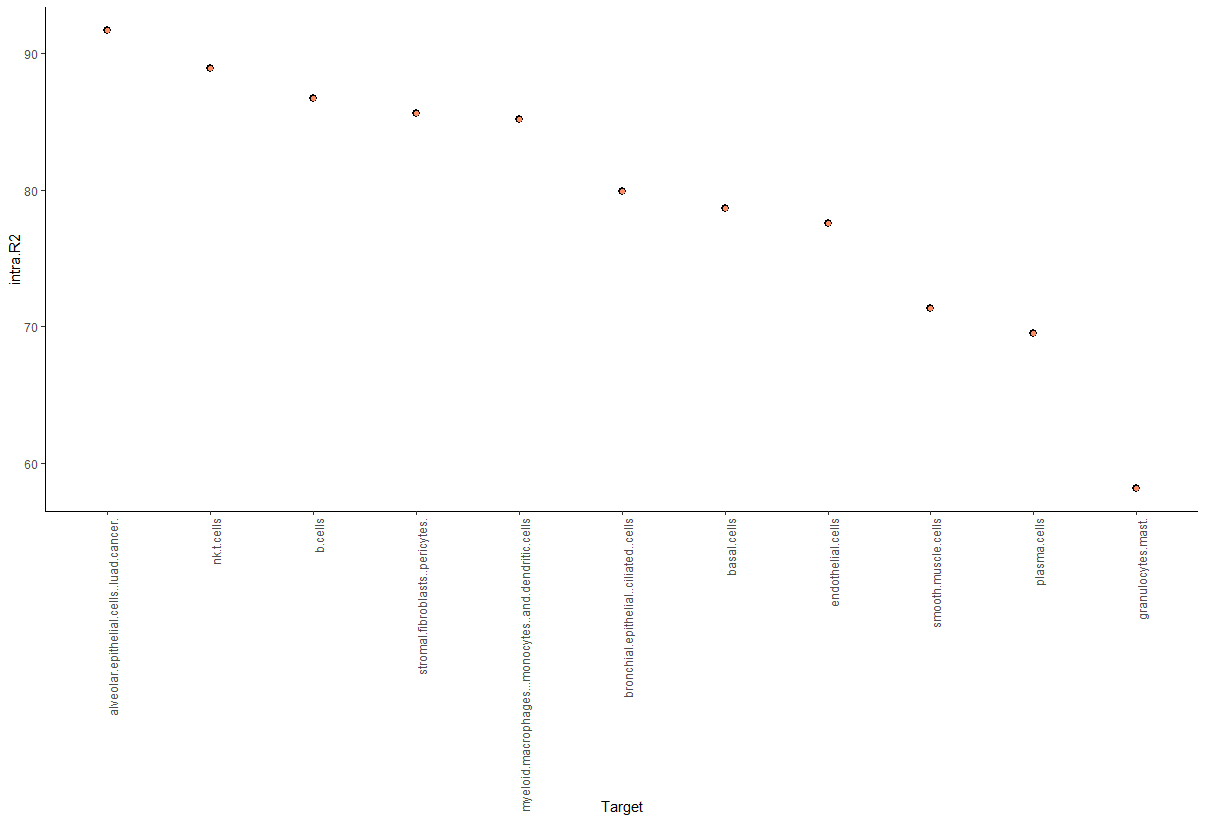 90
80
70
60
intra.R2
alveolar.epithelial.cells..luad.cancer.
nk.t.cells
b.cells
stromal.fibroblasts..pericytes.
myeloid.macrophages...monocytes..and.dendritic.cells
bronchial.epithelial..ciliated..cells
basal.cells
endothelial.cells
smooth.muscle.cells
plasma.cells
granulocytes.mast.
Target